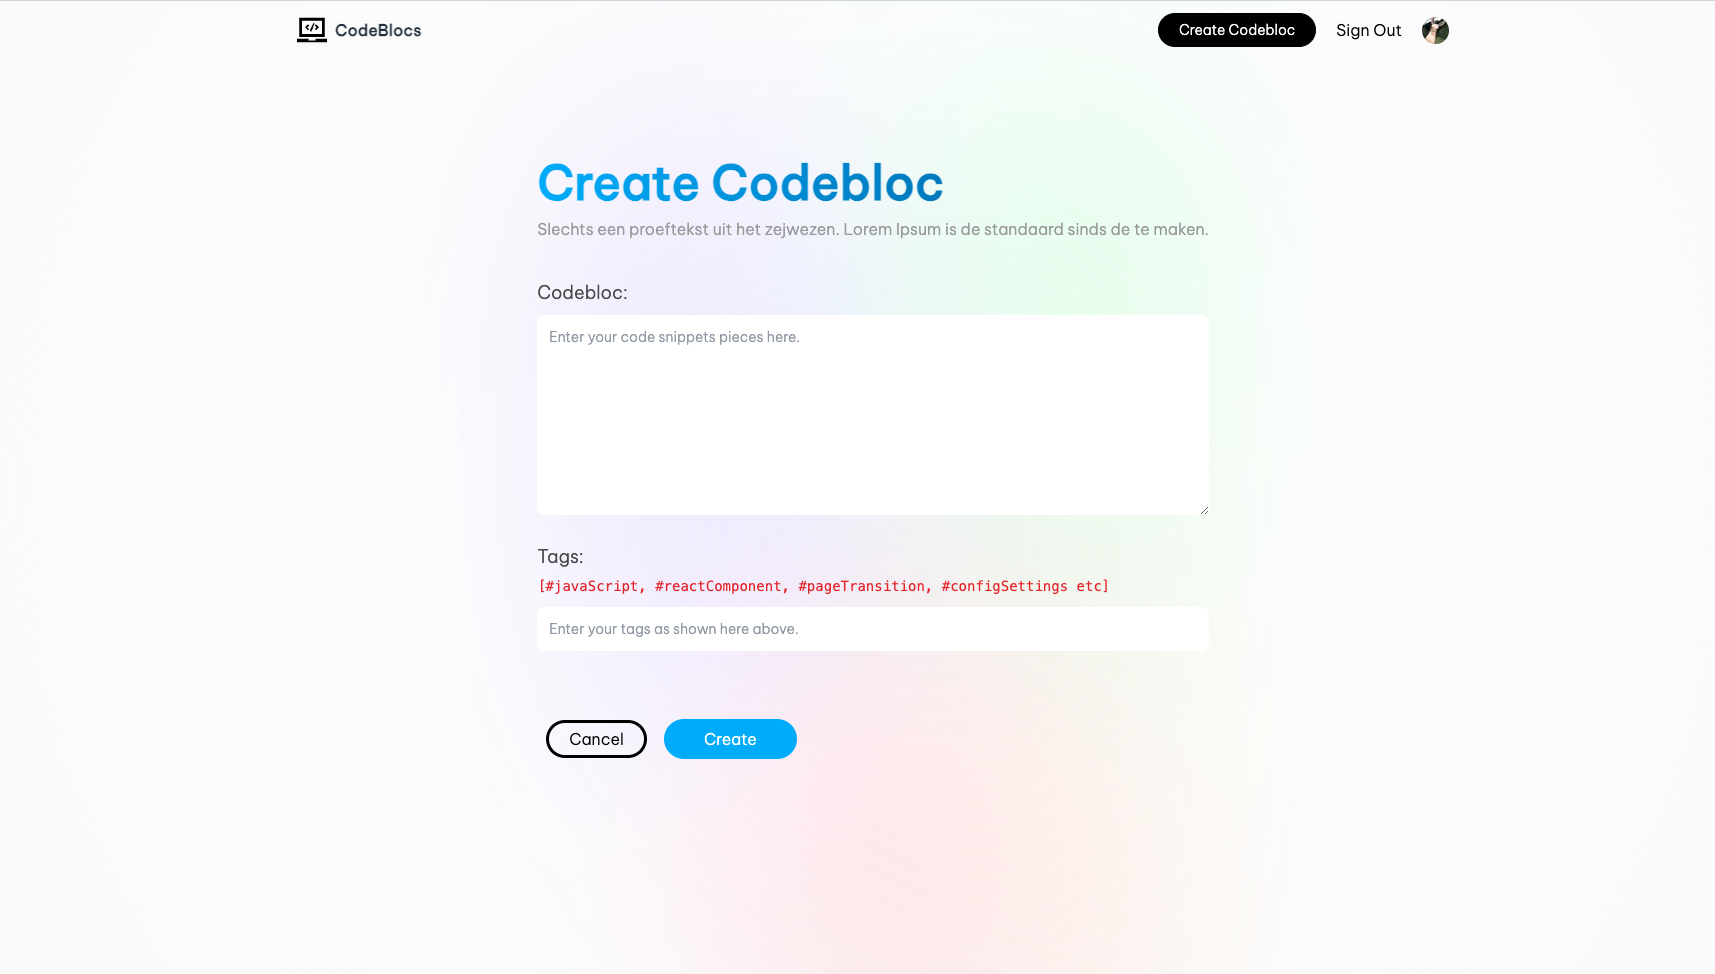 CodeBlocs
Create Codebloc
Sign Out
Create Codebloc
Slechts een proeftekst uit het zejwezen. Lorem Ipsum is de standaard sinds de te maken.
Codebloc:
Enter your code snippets pieces here.
Tags:
[#javaScript, #reactComponent, #pageTransition, #configSettings etc]
Enter your tags as shown here above.
Cancel
Create